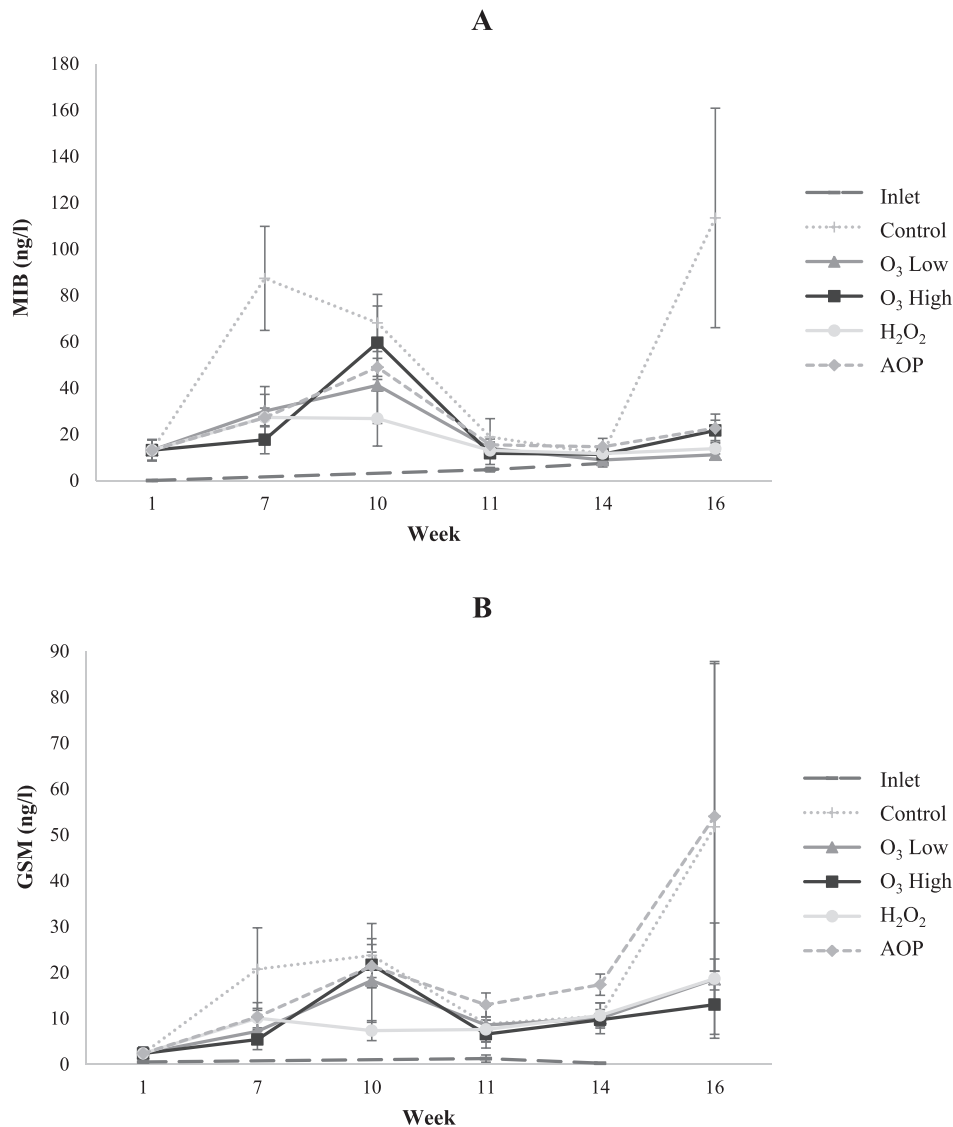 A
180
160
140
120
100
80
60
40
20
0
MIB (ng/l)
1 7 10 11 14 16
Week
Inlet
Control
O₃ Low
O₃ High
H₂O₂
AOP
B
90
80
70
60
50
40
30
20
10
0
GSM (ng/l)
1 7 10 11 14 16
Week
Inlet
Control
O₃ Low
O₃ High
H₂O₂
AOP